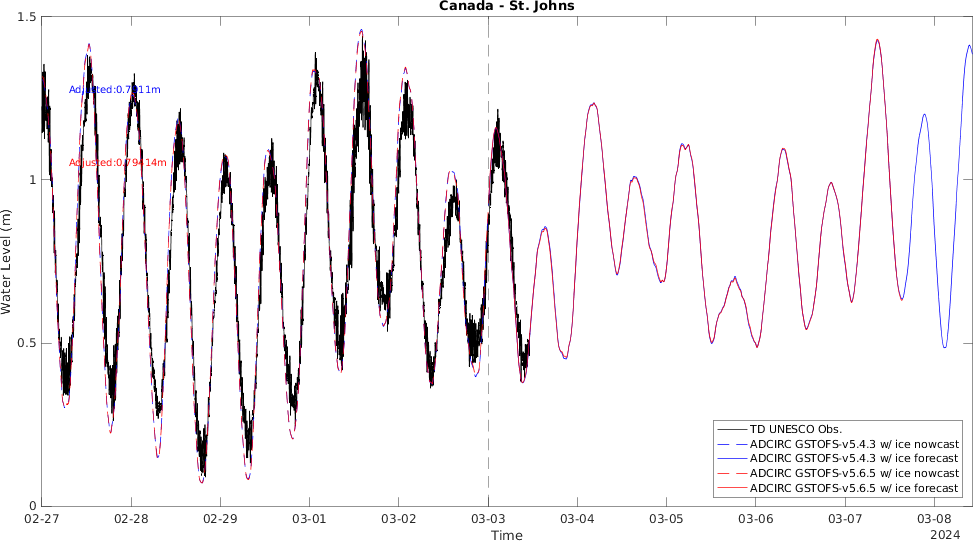 Canada - St. Johns
1.5
1
0.5
0
Water Level (m)
Adjusted:0.7911m
Adjusted:0.79414m
TD UNESCO Obs.
ADCIRC GSTOFS-v5.4.3 w/ ice nowcast
ADCIRC GSTOFS-v5.4.3 w/ ice forecast
ADCIRC GSTOFS-v5.6.5 w/ ice nowcast
ADCIRC GSTOFS-v5.6.5 w/ ice forecast
02-27 02-28 02-29 03-01 03-02 03-03 03-04 03-05 03-06 03-07 03-08
Time 2024